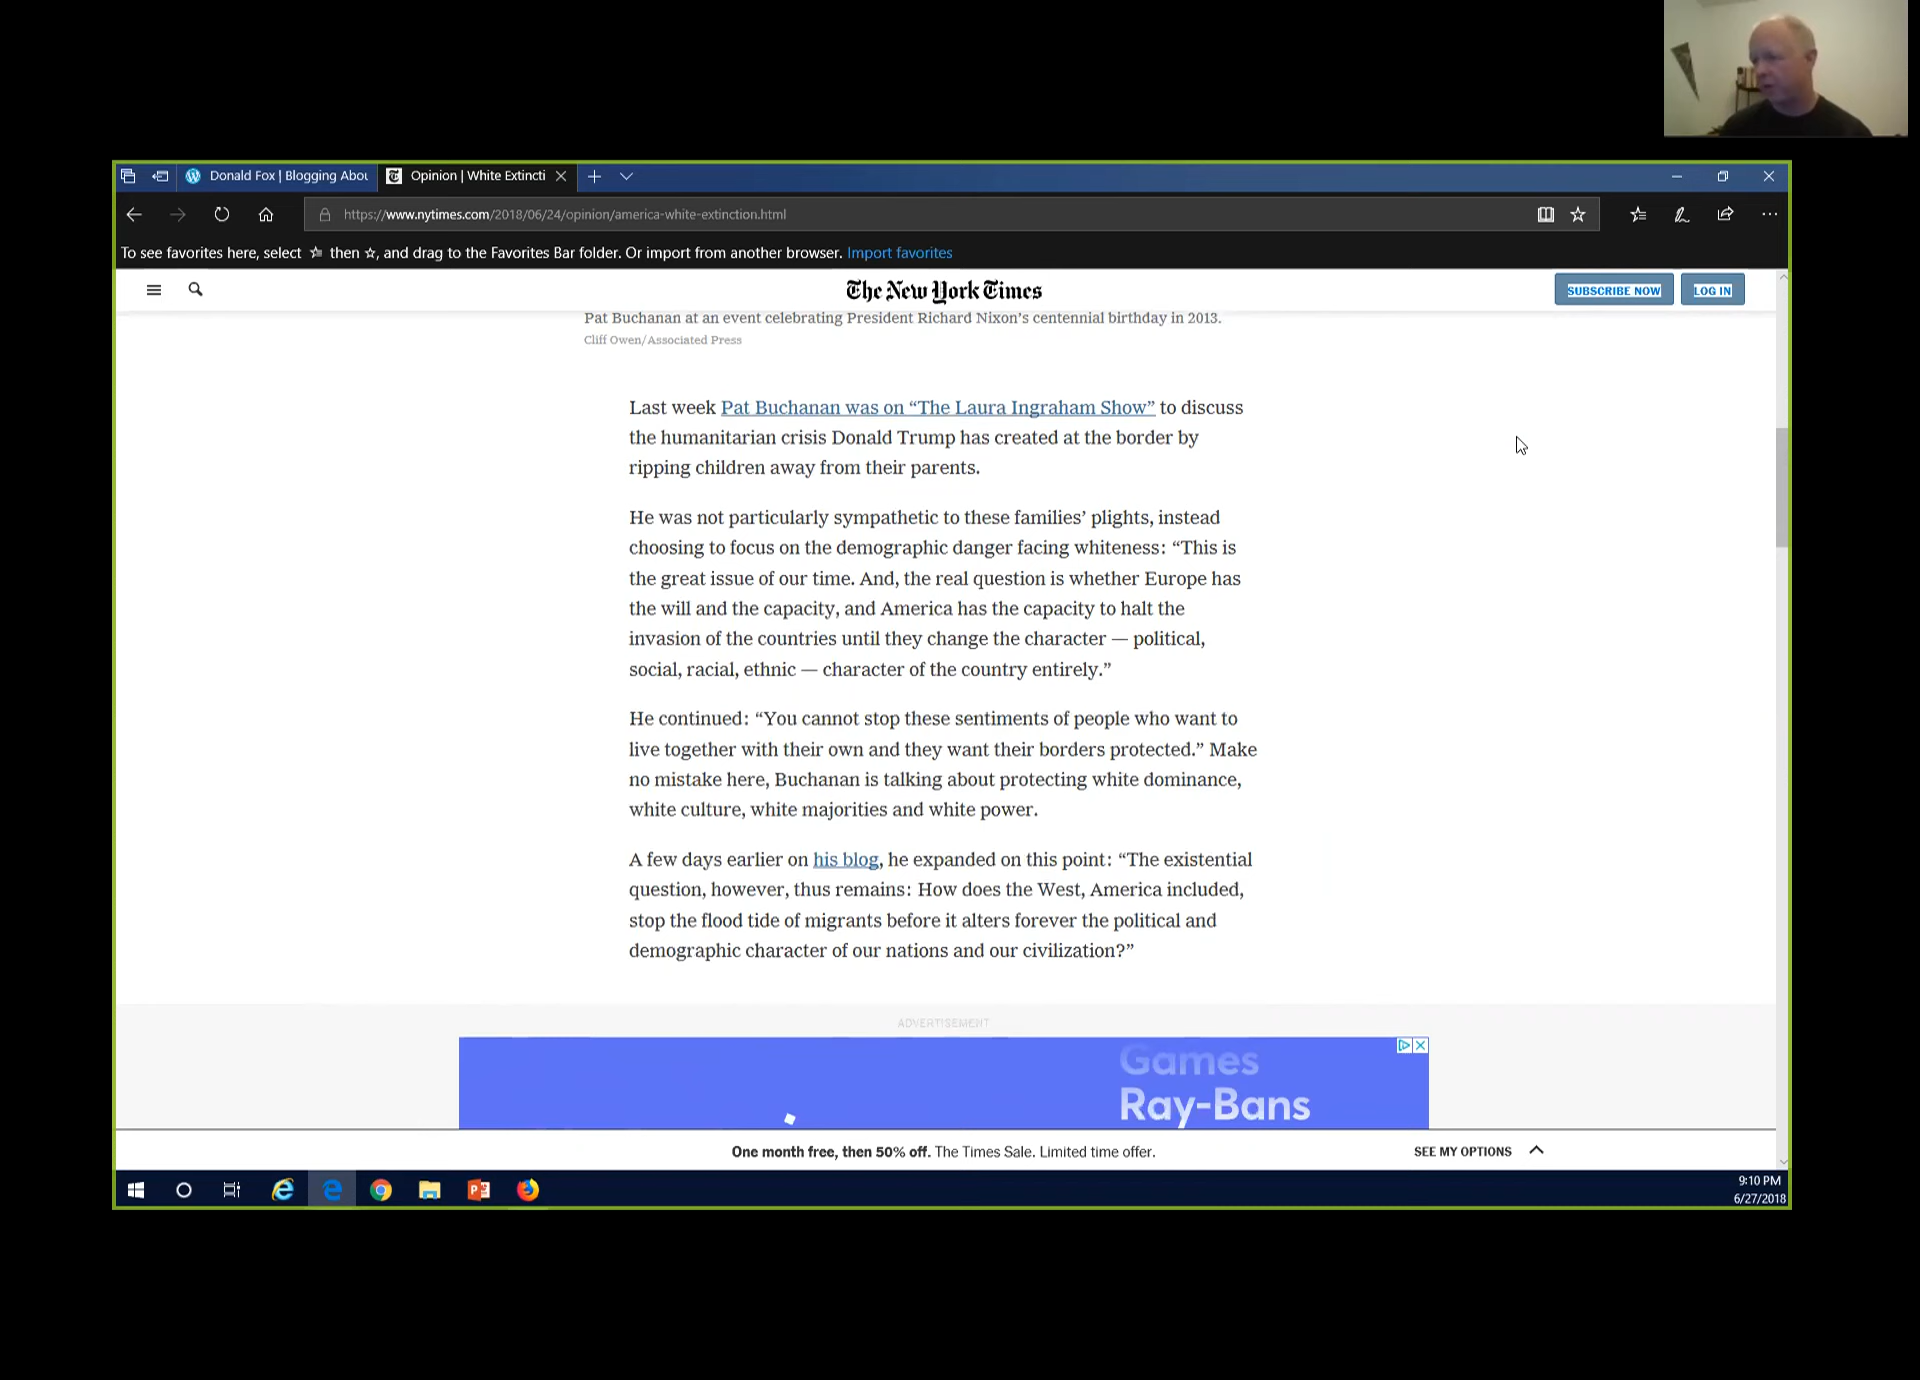 Donald Fox | Blogging Abou
Opinion | White Extincti
https://www.nytimes.com/2018/06/24/opinion/america-white-extinction.html
To see favorites here, select ☆ then ☆, and drag to the Favorites Bar folder. Or import from another browser. Import favorites
The New York Times
SUBSCRIBE NOW
LOG IN
Pat Buchanan at an event celebrating President Richard Nixon’s centennial birthday in 2013.
Cliff Owen/Associated Press
Last week Pat Buchanan was on “The Laura Ingraham Show” to discuss
the humanitarian crisis Donald Trump has created at the border by
ripping children away from their parents.
He was not particularly sympathetic to these families’ plights, instead
choosing to focus on the demographic danger facing whiteness: “This is
the great issue of our time. And, the real question is whether Europe has
the will and the capacity, and America has the capacity to halt the
invasion of the countries until they change the character — political,
social, racial, ethnic — character of the country entirely.”
He continued: “You cannot stop these sentiments of people who want to
live together with their own and they want their borders protected.” Make
no mistake here, Buchanan is talking about protecting white dominance,
white culture, white majorities and white power.
A few days earlier on his blog, he expanded on this point: “The existential
question, however, thus remains: How does the West, America included,
stop the flood tide of migrants before it alters forever the political and
demographic character of our nations and our civilization?”
ADVERTISEMENT
Games
Ray-Bans
One month free, then 50% off. The Times Sale. Limited time offer.
SEE MY OPTIONS
9:10 PM
6/27/2018